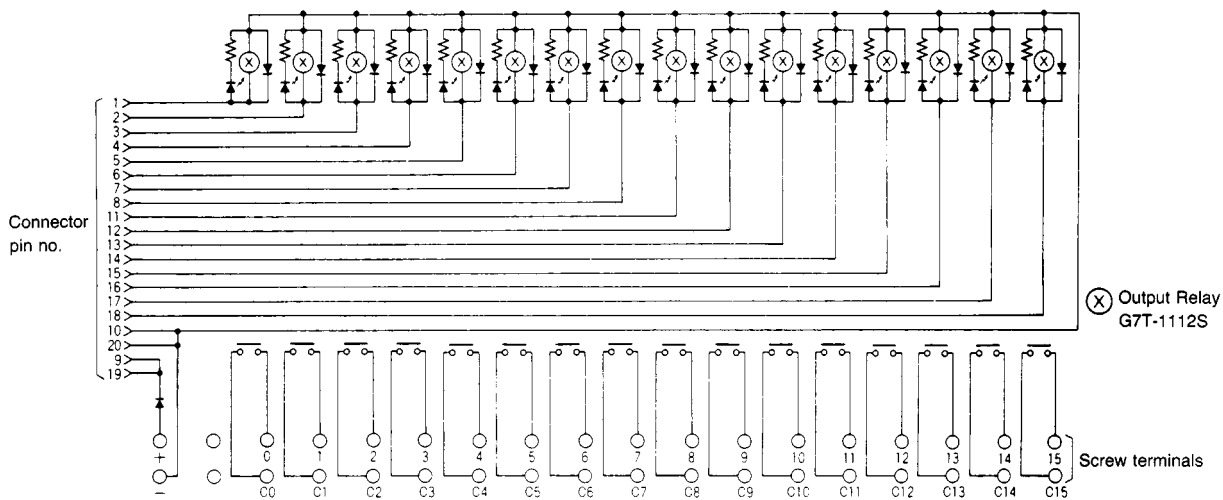 X X X X X X X X X X X X X X X X
1
2
3
4
5
6
7
8
11
12
13
14
15
16
17
18
10
20
9
19
Connector
pin no.
X Output Relay
G7T-1112S
+ 0 1 2 3 4 5 6 7 8 9 10 11 12 13 14 15
Screw terminals
− C0 C1 C2 C3 C4 C5 C6 C7 C8 C9 C10 C11 C12 C13 C14 C15